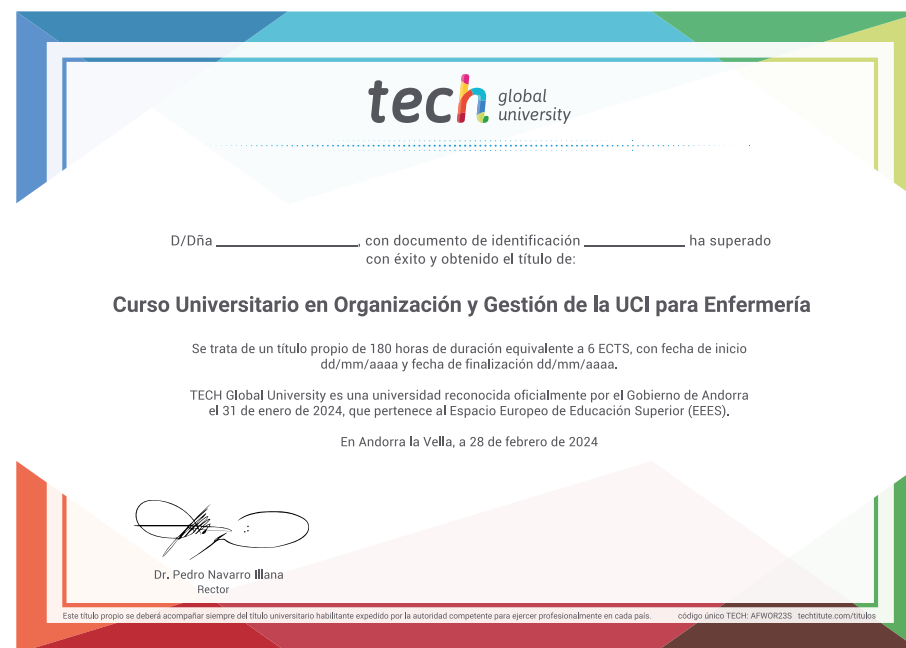 tech global university
D/Dña ____________________, con documento de identificación ______________ ha superado
con éxito y obtenido el título de:
Curso Universitario en Organización y Gestión de la UCI para Enfermería
Se trata de un título propio de 180 horas de duración equivalente a 6 ECTS, con fecha de inicio
dd/mm/aaaa y fecha de finalización dd/mm/aaaa.
TECH Global University es una universidad reconocida oficialmente por el Gobierno de Andorra
el 31 de enero de 2024, que pertenece al Espacio Europeo de Educación Superior (EEES).
En Andorra la Vella, a 28 de febrero de 2024
Dr. Pedro Navarro Illana
Rector
Este título propio se deberá acompañar siempre del título universitario habilitante expedido por la autoridad competente para ejercer profesionalmente en cada país. código único TECH: AFWOR23S techtitute.com/titulos